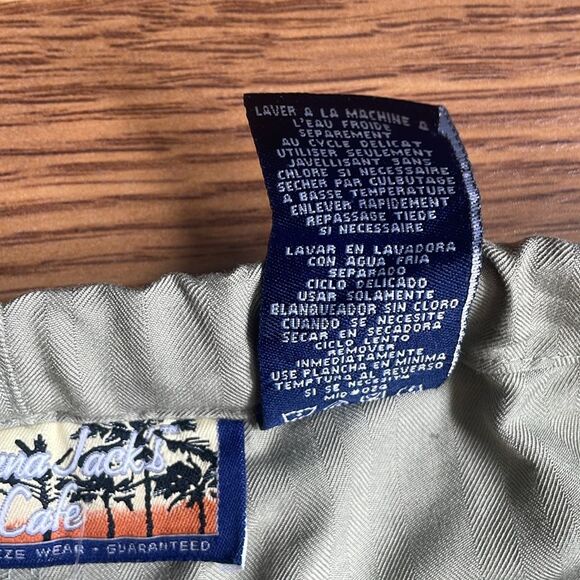 LAVER A LA MACHINE A
L'EAU FROIDE
SEPAREMENT
AU CYCLE DELICAT
UTILISER SEULEMENT
JAVELLISANT SANS
CHLORE SI NECESSAIRE
SECHER PAR CULBUTAGE
A BASSE TEMPERATURE
ENLEVER RAPIDEMENT
REPASSAGE TIEDE
SI NECESSAIRE
LAVAR EN LAVADORA
CON AGUA FRIA
SEPARADO
CICLO DELICADO
USAR SOLAMENTE
BLANQUEADOR SIN CLORO
CUANDO SE NECESITA
SECAR EN SECADORA
CICLO LENTO
REMOVER
INMEDIATAMENTE
USE PLANCHA EN MINIMA
TEMPTUNA AL REVERSO
SI SE NECESIT
Jack's
Cafe
EZE WEAR · GUARANTEED